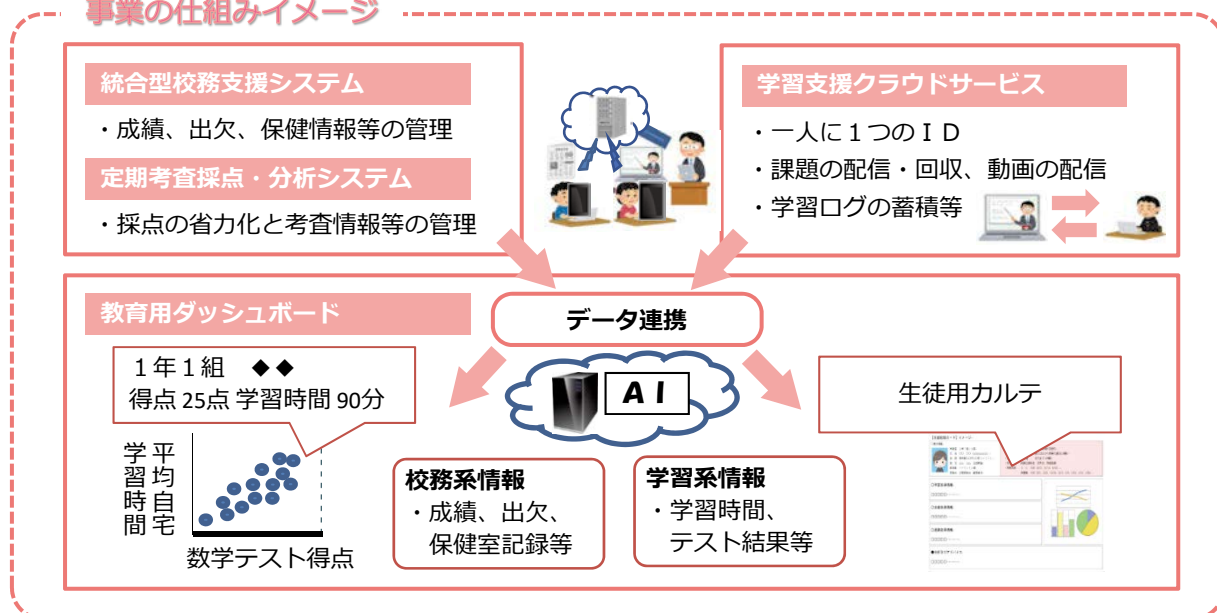 事業の仕組みイメージ
統合型校務支援システム
・成績、出欠、保健情報等の管理
定期考査採点・分析システム
・採点の省力化と考査情報等の管理
学習支援クラウドサービス
・一人に１つのＩＤ
・課題の配信・回収、動画の配信
・学習ログの蓄積等
データ連携
教育用ダッシュボード
１年１組　◆◆
得点 25点 学習時間 90分
平均自宅
学習時間
数学テスト得点
ＡＩ
校務系情報
・成績、出欠、
保健室記録等
学習系情報
・学習時間、
テスト結果等
生徒用カルテ